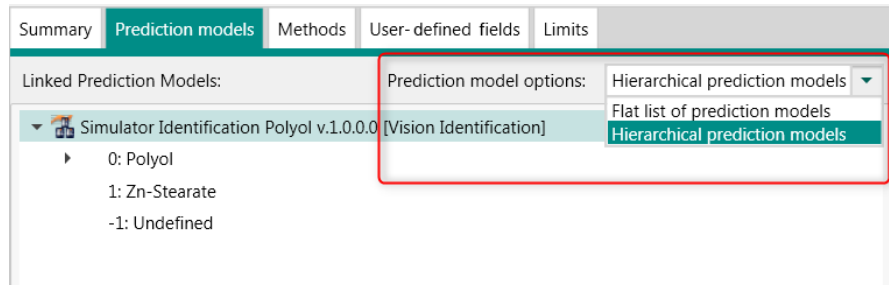 Summary Prediction models Methods User- defined fields Limits
Linked Prediction Models: Prediction model options: Hierarchical prediction models
Flat list of prediction models
Hierarchical prediction models
Simulator Identification Polyol v.1.0.0.0 [Vision Identification]
0: Polyol
1: Zn-Stearate
-1: Undefined